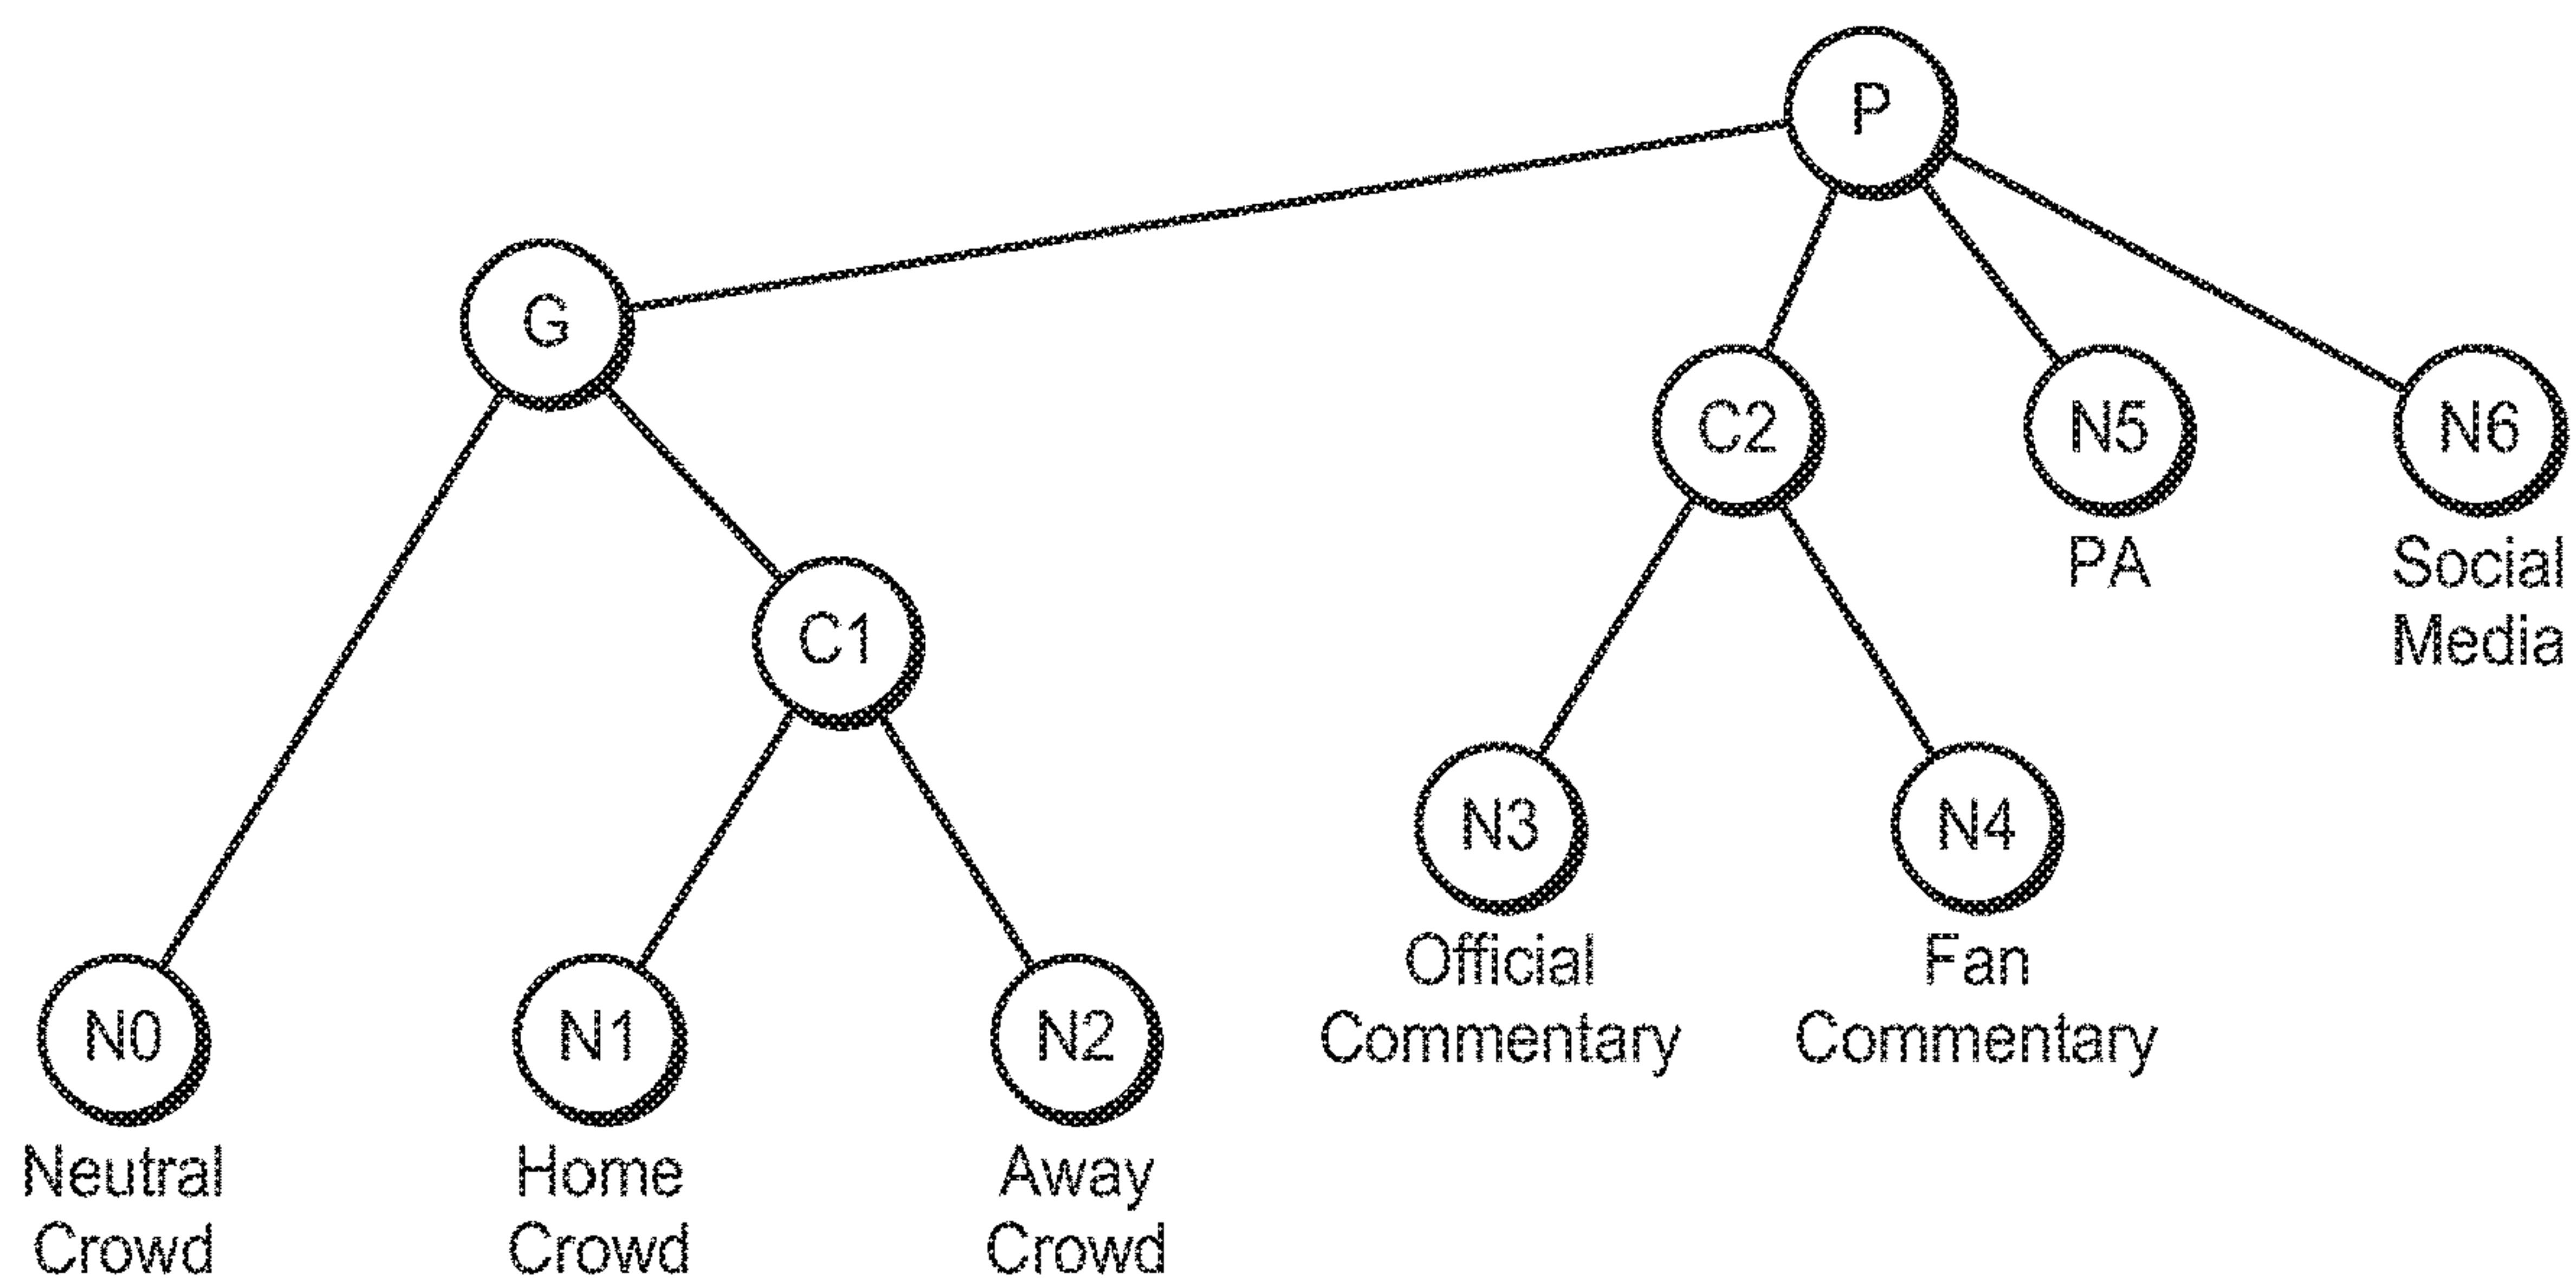 P
G
C2
N5
N6
PA
Social
Media
C1
N3
N4
Official
Commentary
Fan
Commentary
N0
N1
N2
Neutral
Crowd
Home
Crowd
Away
Crowd